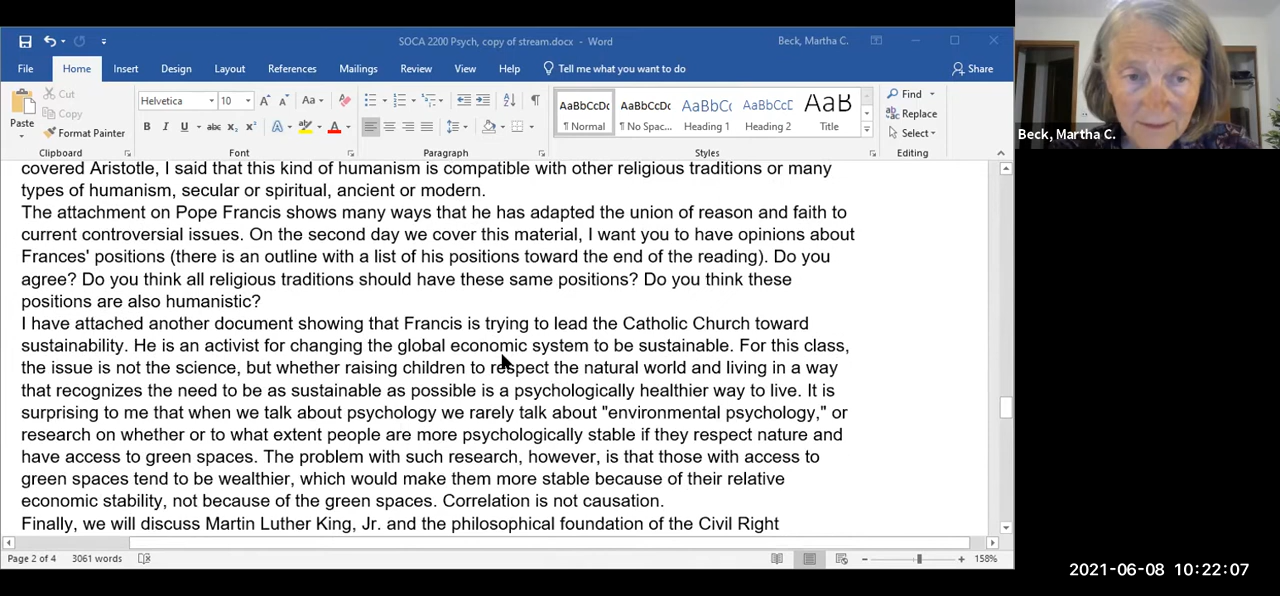 SOCA 2200 Psych, copy of stream.docx - Word
Beck, Martha C.
File Home Insert Design Layout References Mailings Review View Help Tell me what you want to do Share
Paste
Cut
Copy
Format Painter
Clipboard
Helvetica 10 Aa
B I U abc x₂ x² A A
Font
Paragraph
AaBbCcDc AaBbCcDc AaBbCc AaBbCcD AaB
¶ Normal ¶ No Spac... Heading 1 Heading 2 Title
Styles
Find
Replace
Select
Editing
Beck, Martha C.
covered Aristotle, I said that this kind of humanism is compatible with other religious traditions or many
types of humanism, secular or spiritual, ancient or modern.
The attachment on Pope Francis shows many ways that he has adapted the union of reason and faith to
current controversial issues. On the second day we cover this material, I want you to have opinions about
Frances' positions (there is an outline with a list of his positions toward the end of the reading). Do you
agree? Do you think all religious traditions should have these same positions? Do you think these
positions are also humanistic?
I have attached another document showing that Francis is trying to lead the Catholic Church toward
sustainability. He is an activist for changing the global economic system to be sustainable. For this class,
the issue is not the science, but whether raising children to respect the natural world and living in a way
that recognizes the need to be as sustainable as possible is a psychologically healthier way to live. It is
surprising to me that when we talk about psychology we rarely talk about "environmental psychology," or
research on whether or to what extent people are more psychologically stable if they respect nature and
have access to green spaces. The problem with such research, however, is that those with access to
green spaces tend to be wealthier, which would make them more stable because of their relative
economic stability, not because of the green spaces. Correlation is not causation.
Finally, we will discuss Martin Luther King, Jr. and the philosophical foundation of the Civil Right
Page 2 of 4 3061 words 158%
2021-06-08 10:22:07